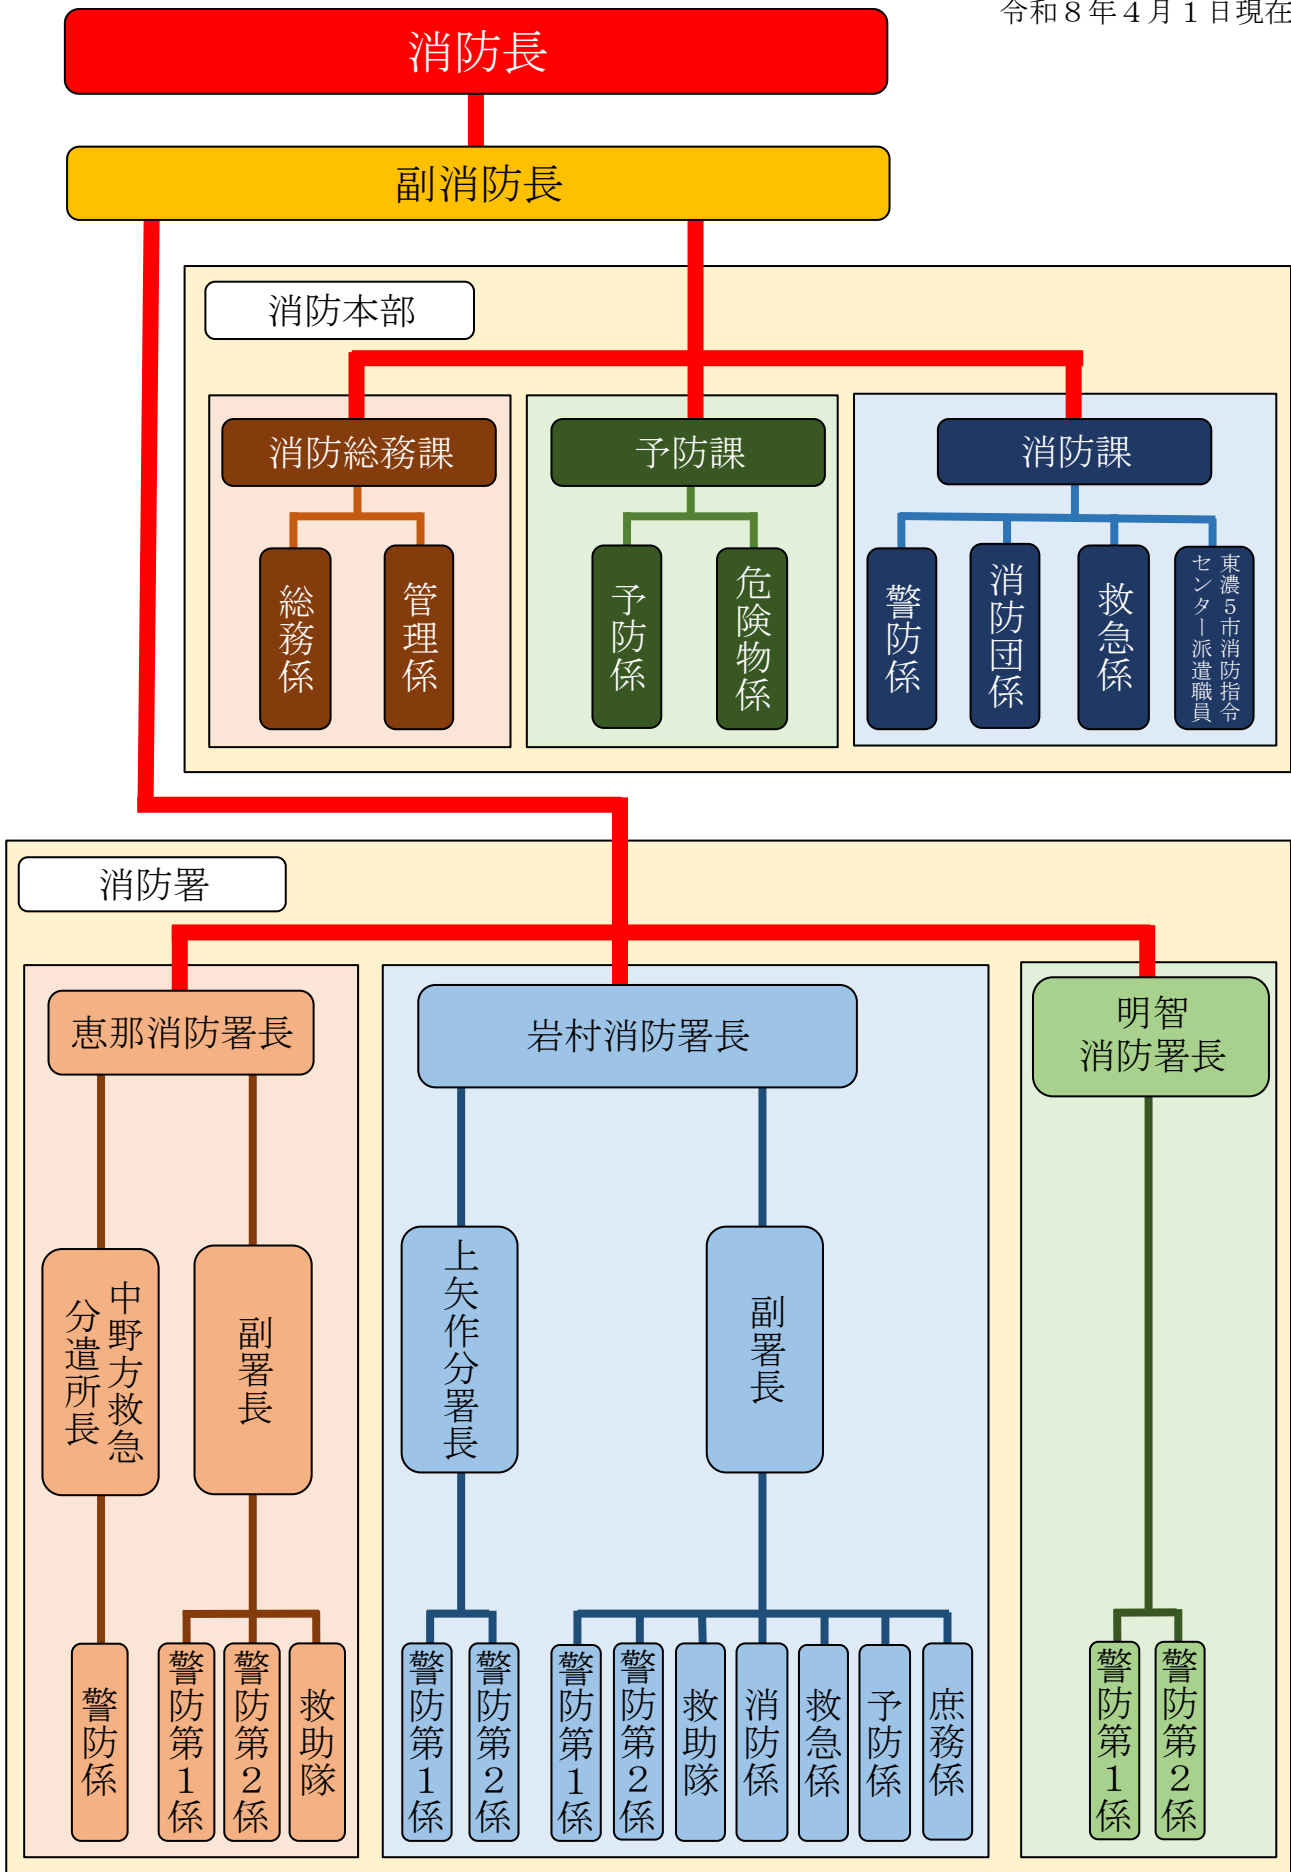 令和８年４月１日現在
消防長
副消防長
消防本部
消防総務課
予防課
消防課
総務係
管理係
予防係
危険物係
警防係
消防団係
救急係
東濃５市消防指令
センター派遣職員
消防署
恵那消防署長
岩村消防署長
明智
消防署長
中野方救急
分遣所長
副署長
上矢作分署長
副署長
警防係
警防第１係
警防第２係
救助隊
警防第１係
警防第２係
警防第１係
警防第２係
救助隊
消防係
救急係
予防係
庶務係
警防第１係
警防第２係